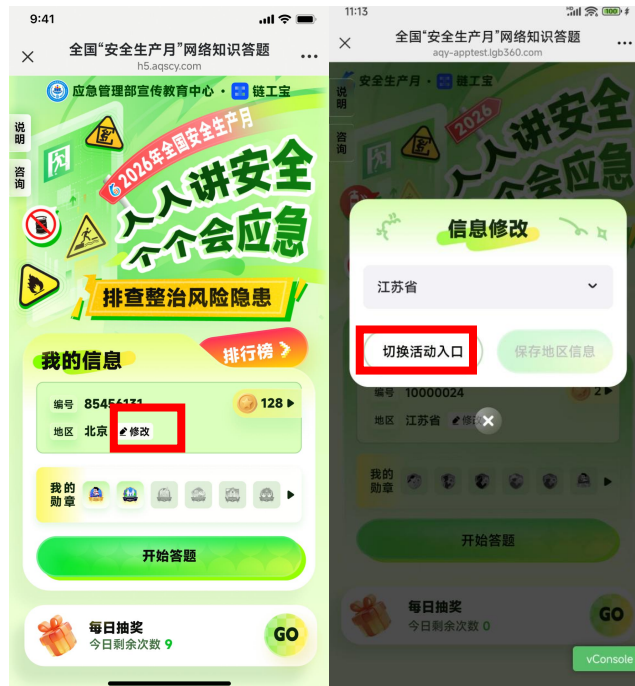 9:41
全国“安全生产月”网络知识答题
h5.aqscy.com
应急管理部宣传教育中心 · 链工宝
说明
咨询
2026年全国安全生产月
人人讲安全
个个会应急
排查整治风险隐患
我的信息
排行榜
编号 85456131
128
地区 北京 修改
我的勋章
开始答题
每日抽奖
今日剩余次数 9
GO
11:13
100
全国“安全生产月”网络知识答题
aqy-apptest.lgb360.com
安全生产月 · 链工宝
说明
咨询
2026
人讲安全
会应急
信息修改
江苏省
切换活动入口
保存地区信息
编号 10000024
2
地区 江苏省
我的勋章
开始答题
每日抽奖
今日剩余次数 0
GO
vConsole